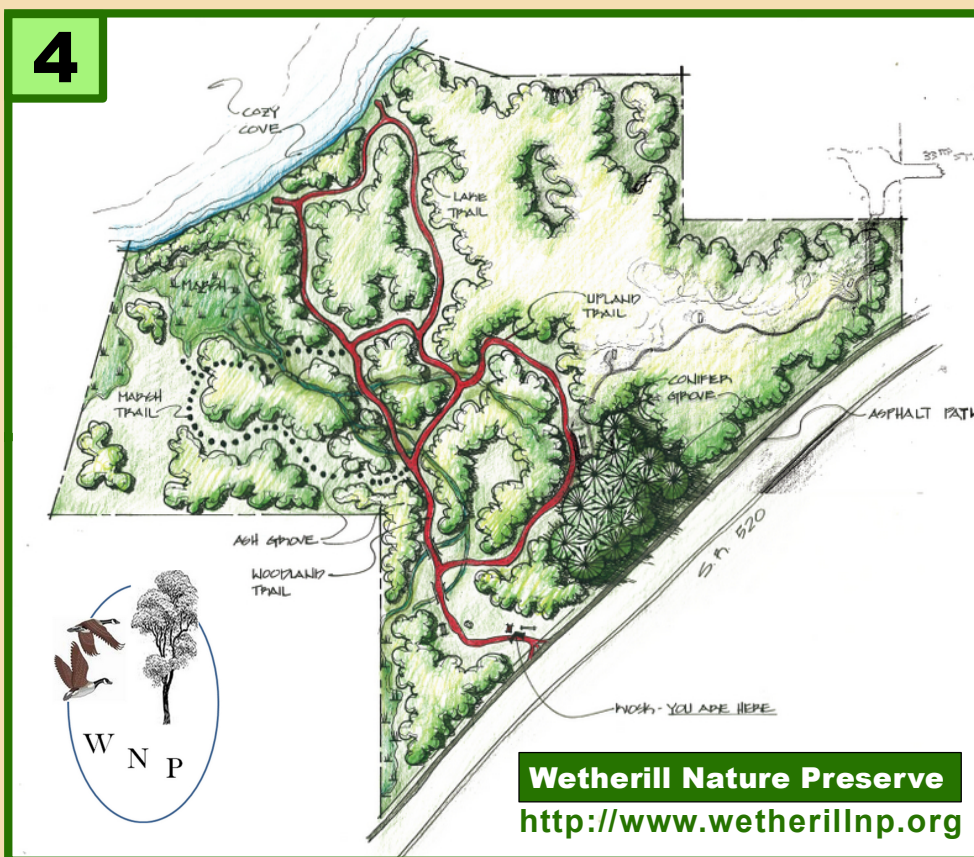 4
COZY
COVE
33RD ST.
LAKE
TRAIL
MARSH
UPLAND
TRAIL
MARSH
TRAIL
CONIFER
GROVE
ASPHALT PATH
ASH GROVE
S.R. 520
WOODLAND
TRAIL
KIOSK - YOU ARE HERE
W N P
Wetherill Nature Preserve
http://www.wetherillnp.org